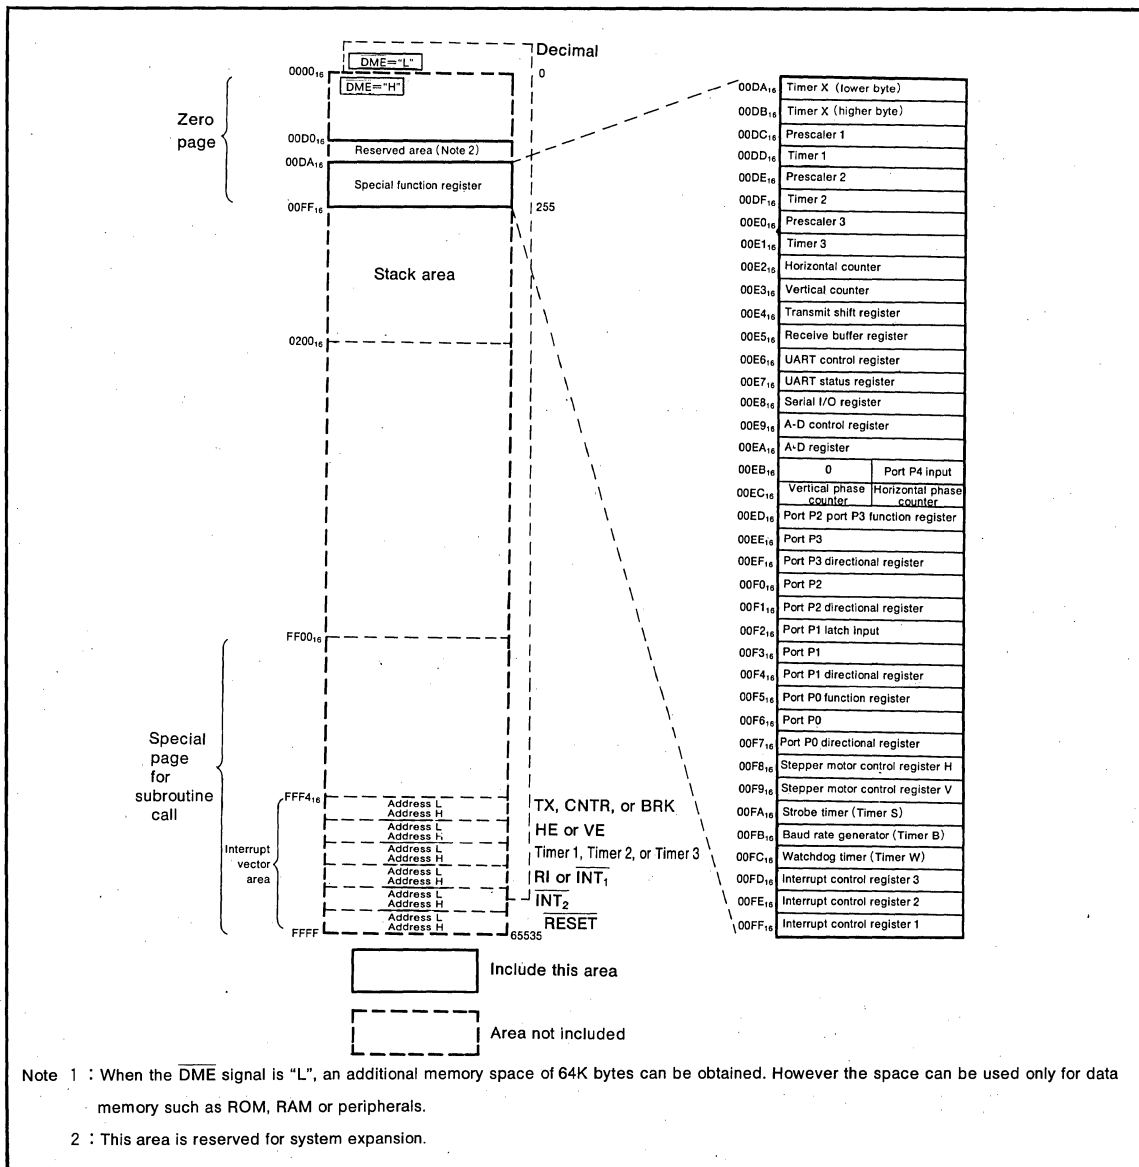 Decimal
DME="L"
0000₁₆
0
DME="H"
Zero
page
00D0₁₆
Reserved area (Note 2)
00DA₁₆
Special function register
00FF₁₆
255
Stack area
0200₁₆
FF00₁₆
Special
page
for
subroutine
call
FFF4₁₆
Interrupt
vector
area
Address L
Address H
TX, CNTR, or BRK
Address L
Address H
HE or VE
Address L
Address H
Timer 1, Timer 2, or Timer 3
Address L
Address H
RI or INT₁
Address L
Address H
INT₂
Address L
Address H
RESET
FFFF
65535
00DA₁₆ Timer X (lower byte)
00DB₁₆ Timer X (higher byte)
00DC₁₆ Prescaler 1
00DD₁₆ Timer 1
00DE₁₆ Prescaler 2
00DF₁₆ Timer 2
00E0₁₆ Prescaler 3
00E1₁₆ Timer 3
00E2₁₆ Horizontal counter
00E3₁₆ Vertical counter
00E4₁₆ Transmit shift register
00E5₁₆ Receive buffer register
00E6₁₆ UART control register
00E7₁₆ UART status register
00E8₁₆ Serial I/O register
00E9₁₆ A-D control register
00EA₁₆ A-D register
00EB₁₆ 0 Port P4 input
00EC₁₆ Vertical phase counter Horizontal phase counter
00ED₁₆ Port P2 port P3 function register
00EE₁₆ Port P3
00EF₁₆ Port P3 directional register
00F0₁₆ Port P2
00F1₁₆ Port P2 directional register
00F2₁₆ Port P1 latch input
00F3₁₆ Port P1
00F4₁₆ Port P1 directional register
00F5₁₆ Port P0 function register
00F6₁₆ Port P0
00F7₁₆ Port P0 directional register
00F8₁₆ Stepper motor control register H
00F9₁₆ Stepper motor control register V
00FA₁₆ Strobe timer (Timer S)
00FB₁₆ Baud rate generator (Timer B)
00FC₁₆ Watchdog timer (Timer W)
00FD₁₆ Interrupt control register 3
00FE₁₆ Interrupt control register 2
00FF₁₆ Interrupt control register 1
Include this area
Area not included
Note 1 : When the DME signal is "L", an additional memory space of 64K bytes can be obtained. However the space can be used only for data
memory such as ROM, RAM or peripherals.
2 : This area is reserved for system expansion.